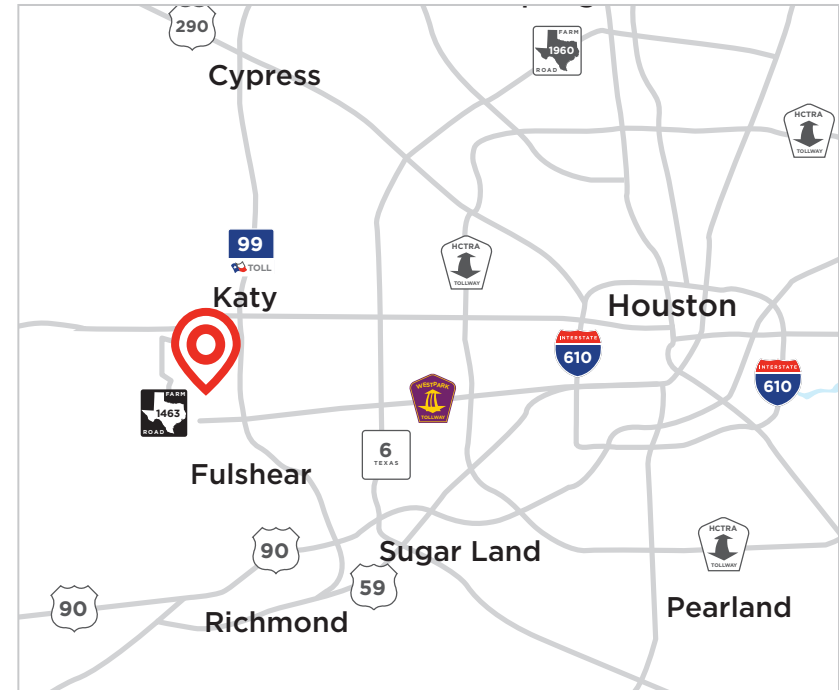 290
Cypress
FARM
1960
ROAD
HCTRA
TOLLWAY
99
TOLL
HCTRA
TOLLWAY
Katy
Houston
INTERSTATE
610
INTERSTATE
610
WESTPARK
TOLLWAY
FARM
1463
ROAD
6
TEXAS
Fulshear
HCTRA
TOLLWAY
90
Sugar Land
59
90
Richmond
Pearland